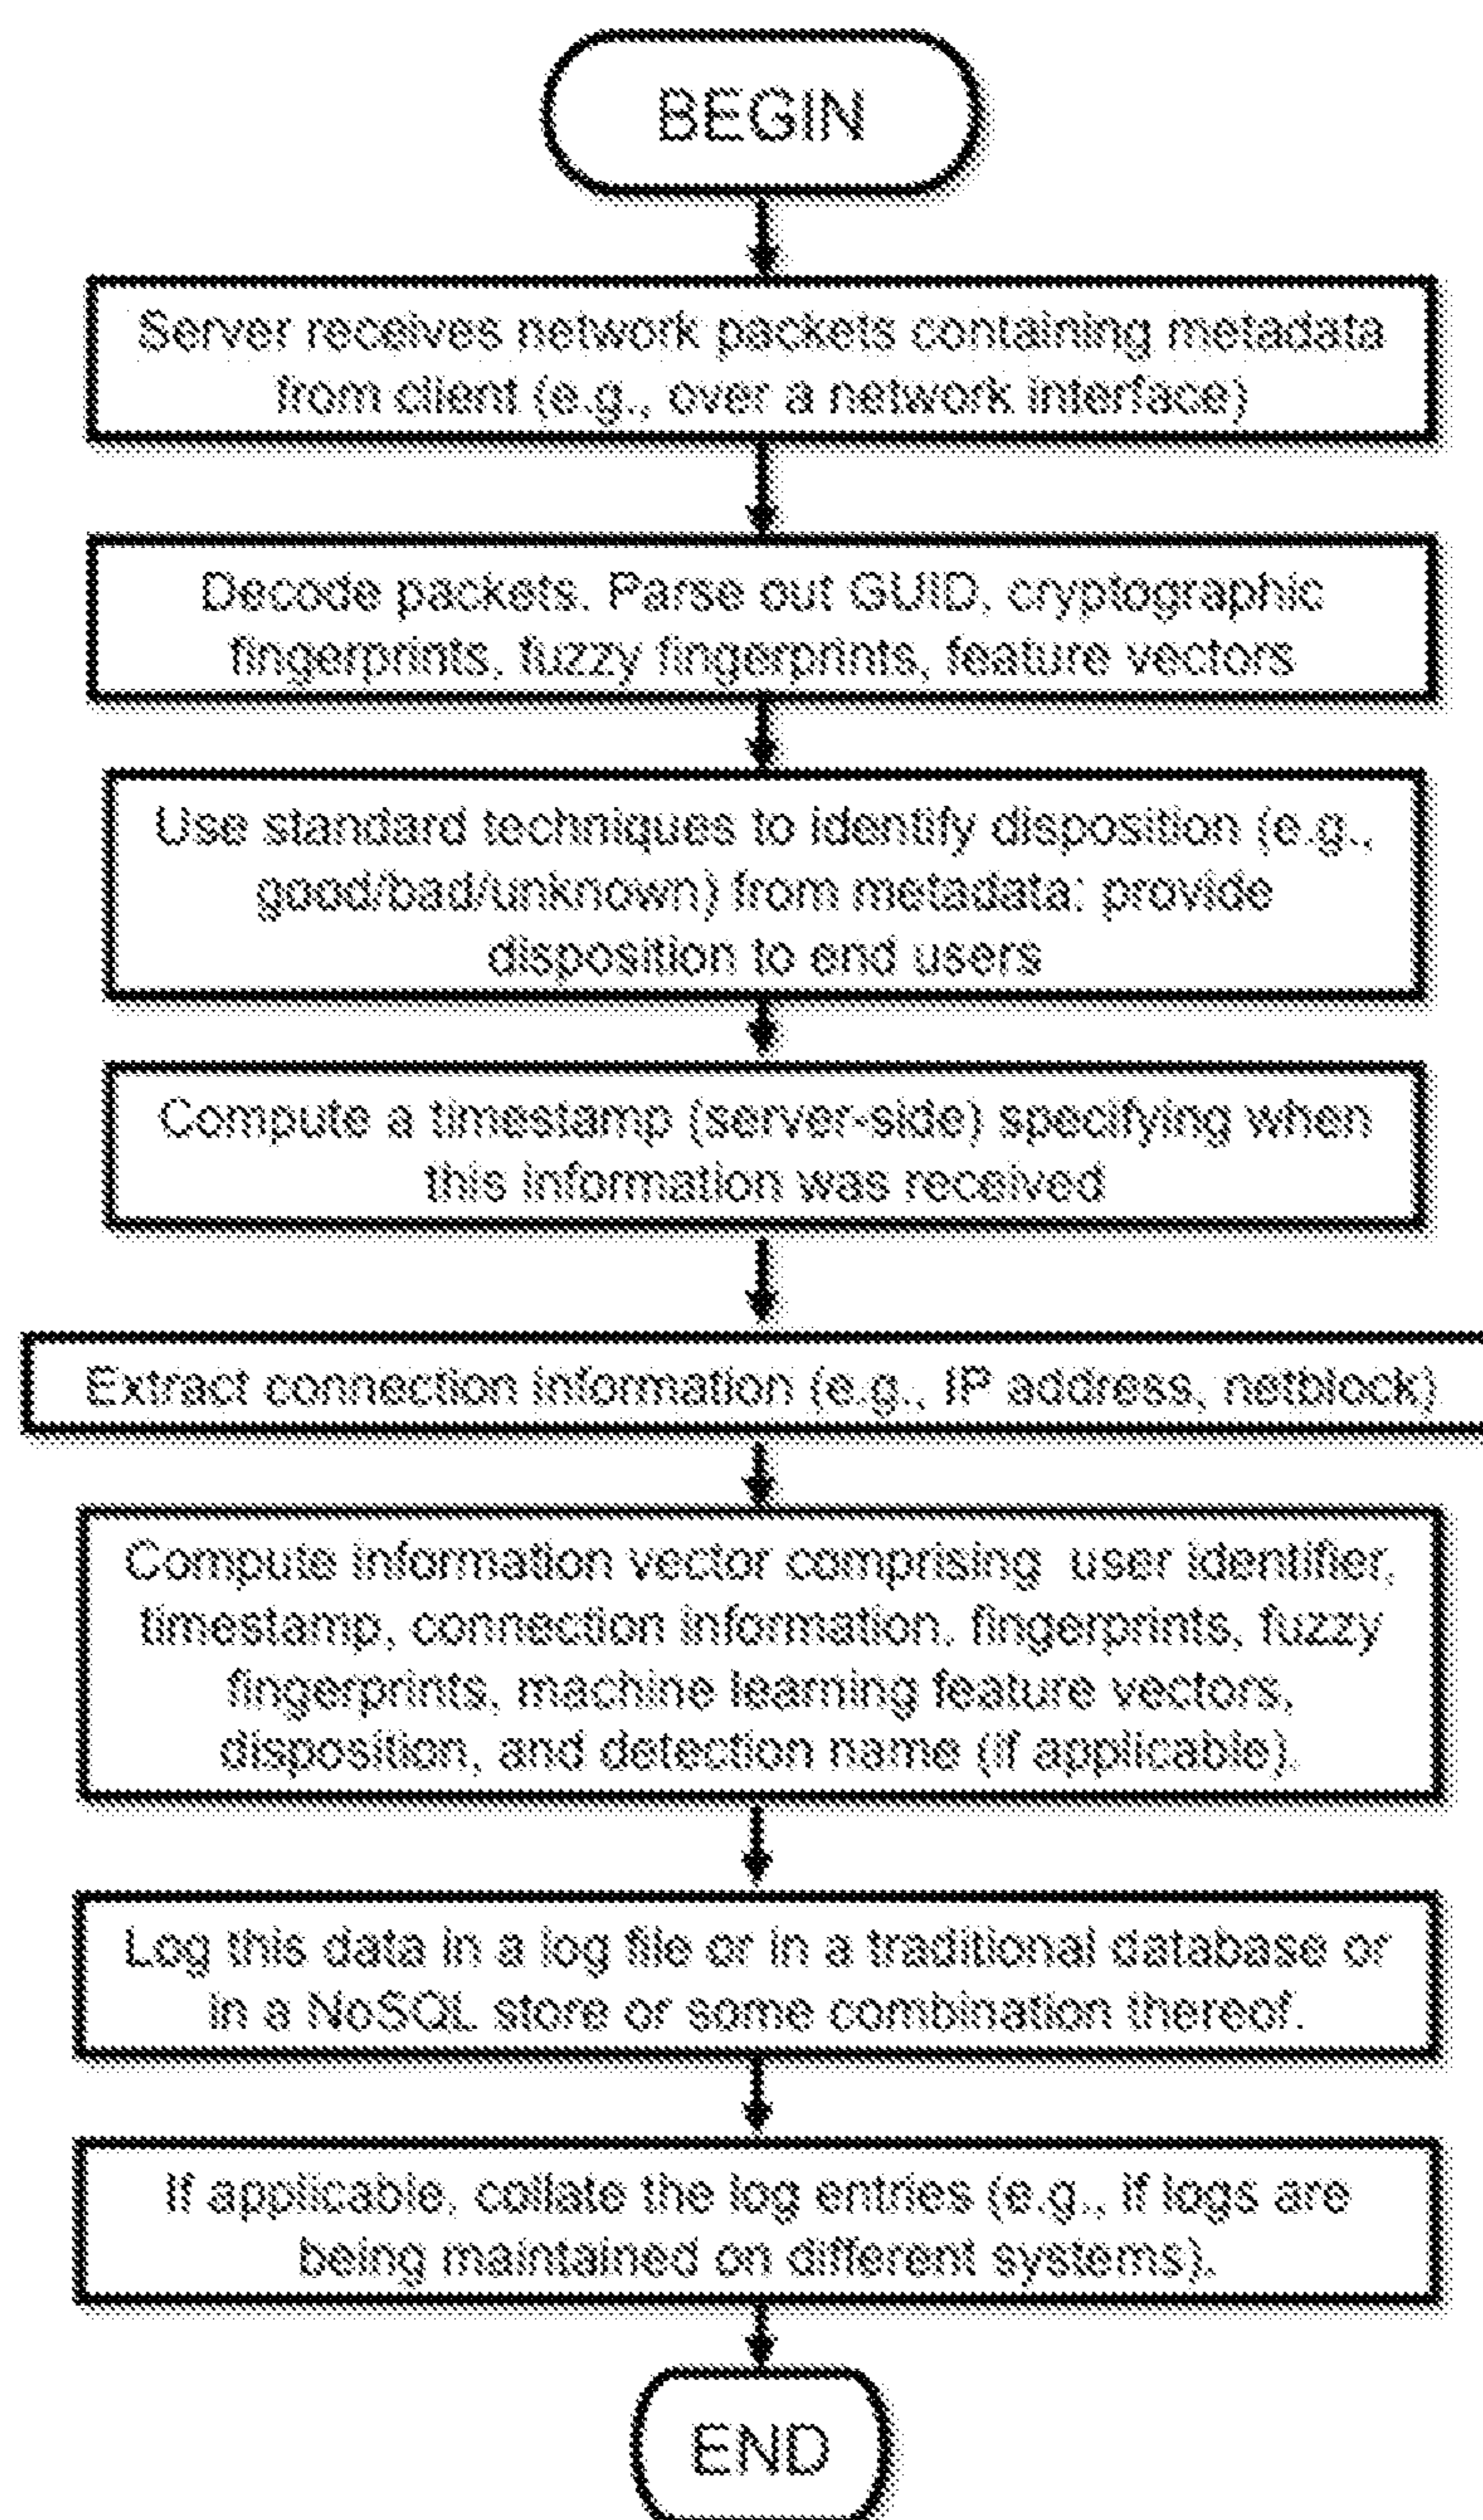 BEGIN
Server receives network packets containing metadata
from client (e.g., over a network interface)
Decode packets. Parse out GUID, cryptographic
fingerprints, fuzzy fingerprints, feature vectors
Use standard techniques to identify disposition (e.g.,
good/bad/unknown) from metadata; provide
disposition to end users
Compute a timestamp (server-side) specifying when
this information was received
Extract connection information (e.g., IP address, netblock)
Compute information vector comprising user identifier,
timestamp, connection information, fingerprints, fuzzy
fingerprints, machine learning feature vectors,
disposition, and detection name (if applicable).
Log this data in a log file or in a traditional database or
in a NoSQL store or some combination thereof.
If applicable, collate the log entries (e.g., if logs are
being maintained on different systems).
END